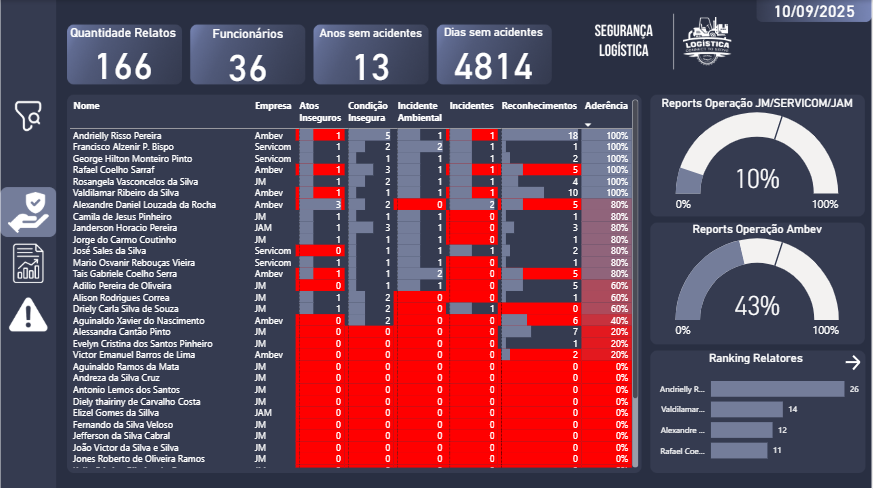 10/09/2025
Quantidade Relatos
166
Funcionários
36
Anos sem acidentes
13
Dias sem acidentes
4814
SEGURANÇA
LOGÍSTICA
LOGÍSTICA
Nome Empresa Atos Inseguros Condição Insegura Incidente Ambiental Incidentes Reconhecimentos Aderência
Andrielly Risso Pereira Ambev 1 5 1 1 18 100%
Francisco Alzenir P. Bispo Servicom 1 2 2 1 1 100%
George Hilton Monteiro Pinto Servicom 1 1 1 1 2 100%
Rafael Coelho Sarraf Ambev 1 3 1 1 5 100%
Rosangela Vasconcelos da Silva JM 1 2 1 1 4 100%
Valdilamar Ribeiro da Silva Ambev 1 1 1 1 10 100%
Alexandre Daniel Louzada da Rocha Ambev 3 2 0 2 5 80%
Camila de Jesus Pinheiro JM 1 1 1 0 1 80%
Janderson Horacio Pereira JAM 1 3 1 0 3 80%
Jorge do Carmo Coutinho JM 1 1 1 0 1 80%
José Sales da Silva Servicom 0 1 1 1 2 80%
Mario Osvanir Rebouças Vieira Servicom 1 1 1 0 1 80%
Tais Gabriele Coelho Serra Ambev 1 1 2 0 5 80%
Adilio Pereira de Oliveira JM 0 1 1 0 5 60%
Alison Rodrigues Correa JM 1 2 0 0 1 60%
Driely Carla Silva de Souza JM 1 2 0 1 0 60%
Aguinaldo Xavier do Nascimento Ambev 0 2 0 0 6 40%
Alessandra Cantão Pinto JM 0 0 0 0 7 20%
Evelyn Cristina dos Santos Pinheiro JM 0 0 0 0 1 20%
Victor Emanuel Barros de Lima Ambev 0 0 0 0 2 20%
Aguinaldo Ramos da Mata JM 0 0 0 0 0 0%
Andreza da Silva Cruz JM 0 0 0 0 0 0%
Antonio Lemos dos Santos JM 0 0 0 0 0 0%
Diely thairiny de Carvalho Costa JM 0 0 0 0 0 0%
Elizel Gomes da Sillva JAM 0 0 0 0 0 0%
Fernando da Silva Veloso JM 0 0 0 0 0 0%
Jefferson da Silva Cabral JM 0 0 0 0 0 0%
João Victor da Silva e Silva JM 0 0 0 0 0 0%
Jones Roberto de Oliveira Ramos JM 0 0 0 0 0 0%
Reports Operação JM/SERVICOM/JAM
10%
0% 100%
Reports Operação Ambev
43%
0% 100%
Ranking Relatores
Andrielly R... 26
Valdilamar... 14
Alexandre ... 12
Rafael Coe... 11